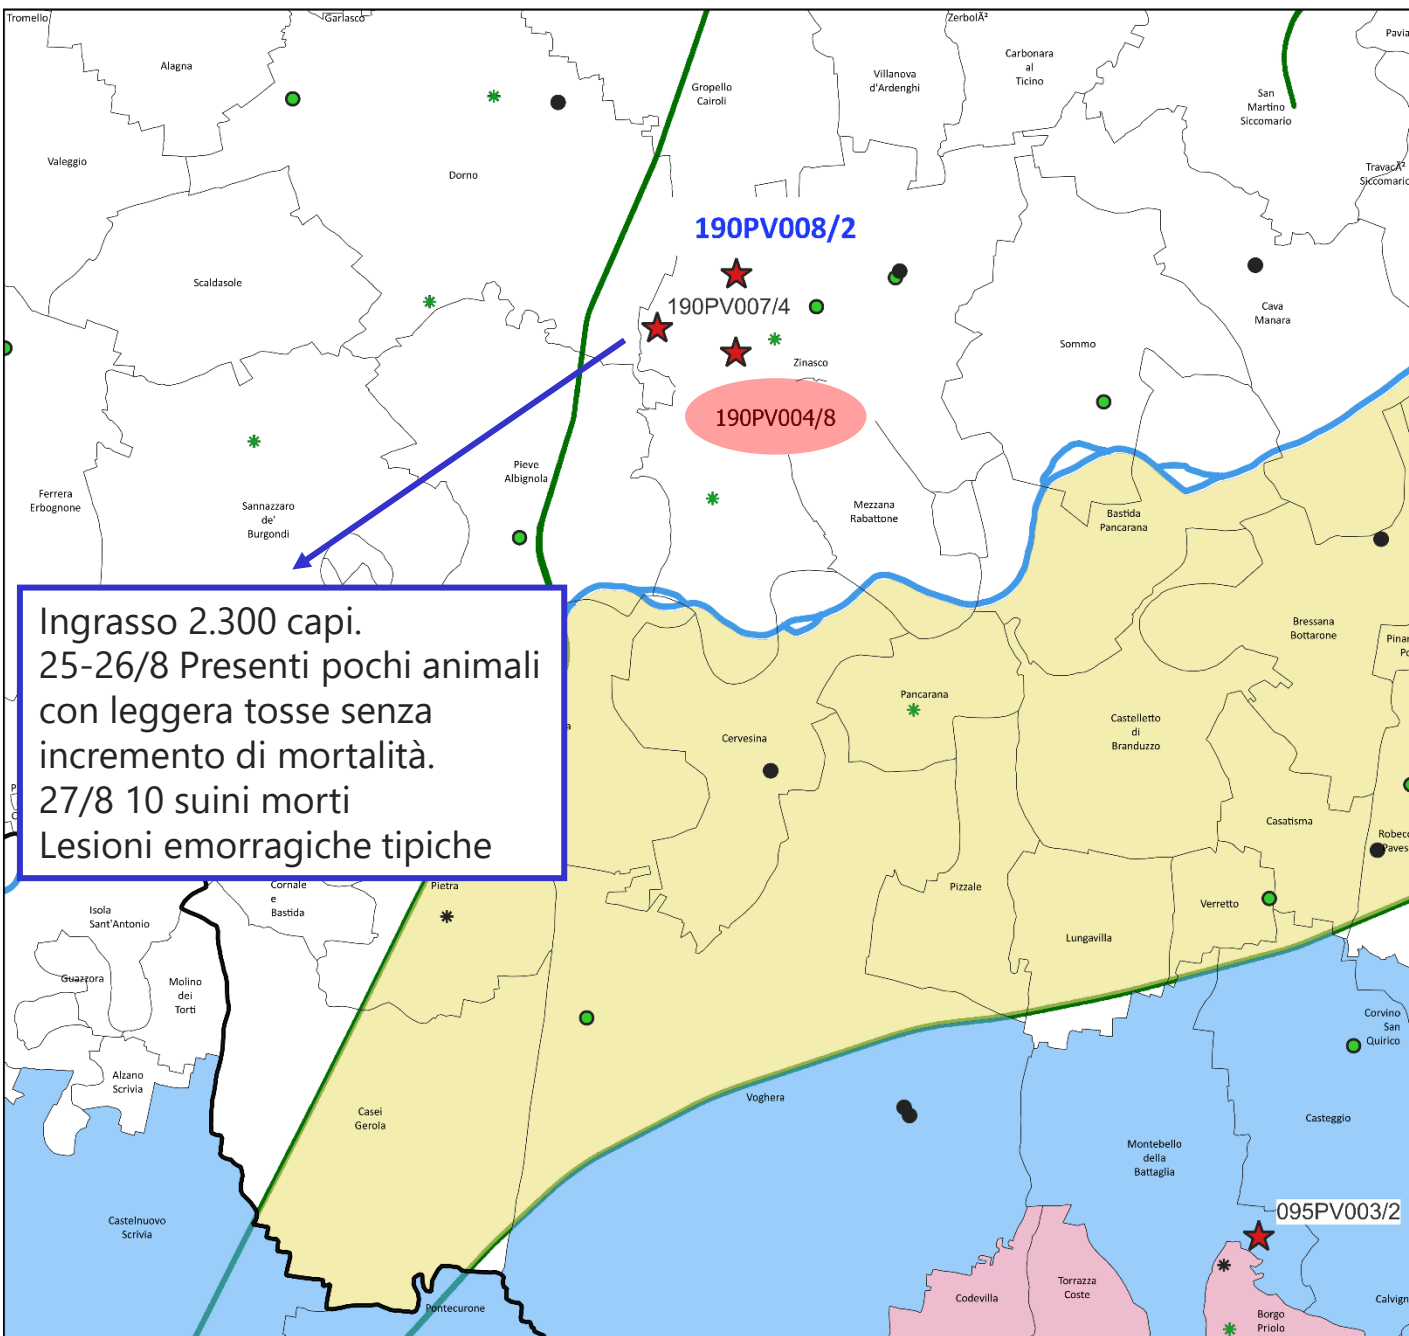 Tromello
Garlasco
ZerbolÃ²
Pavia
Alagna
Gropello
Cairoli
Villanova
d'Ardenghi
Carbonara
al
Ticino
San
Martino
Siccomario
Valeggio
Dorno
TravacÃ²
Siccomario
190PV008/2
Scaldasole
190PV007/4
Cava
Manara
Sommo
Zinasco
190PV004/8
Pieve
Albignola
Ferrera
Erbognone
Sannazzaro
de'
Burgondi
Mezzana
Rabattone
Bastida
Pancarana
Ingrasso 2.300 capi.
25-26/8 Presenti pochi animali
con leggera tosse senza
incremento di mortalità.
27/8 10 suini morti
Lesioni emorragiche tipiche
Bressana
Bottarone
Pinar
Po
Pancarana
Castelletto
di
Branduzzo
Cervesina
a
P
C
Casatisma
Robecc
Paves
Cornale
e
Bastida
Pietra
Pizzale
Verretto
Isola
Sant'Antonio
Lungavilla
Guazzora
Molino
dei
Torti
Corvino
San
Quirico
Alzano
Scrivia
Casei
Gerola
Voghera
Casteggio
Montebello
della
Battaglia
Castelnuovo
Scrivia
095PV003/2
Codevilla
Torrazza
Coste
Pontecurone
Borgo
Priolo
Calvign